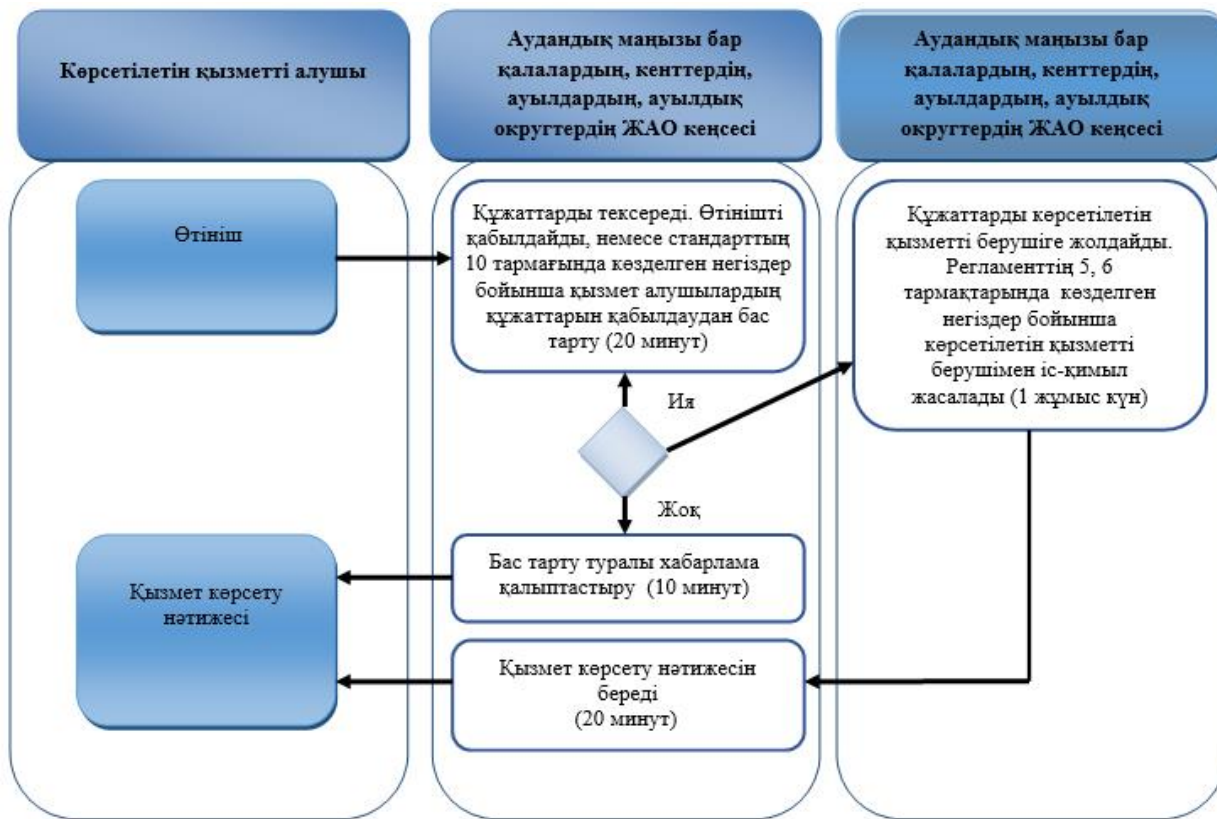 Көрсетілетін қызметті алушы
Аудандық маңызы бар
қалалардың, кенттердің,
ауылдардың, ауылдық
округтердің ЖАО кеңсесі
Аудандық маңызы бар
қалалардың, кенттердің,
ауылдардың, ауылдық
округтердің ЖАО кеңсесі
Өтініш
Құжаттарды тексереді. Өтінішті
қабылдайды, немесе стандарттың
10 тармағында көзделген негіздер
бойынша қызмет алушылардың
құжаттарын қабылдаудан бас
тарту (20 минут)
Құжаттарды көрсетілетін
қызметті берушіге жолдайды.
Регламенттің 5, 6
тармақтарында көзделген
негіздер бойынша
көрсетілетін қызметті
берушімен іс-қимыл
жасалады (1 жұмыс күн)
Ия
Жоқ
Бас тарту туралы хабарлама
қалыптастыру (10 минут)
Қызмет көрсету
нәтижесі
Қызмет көрсету нәтижесін
береді
(20 минут)